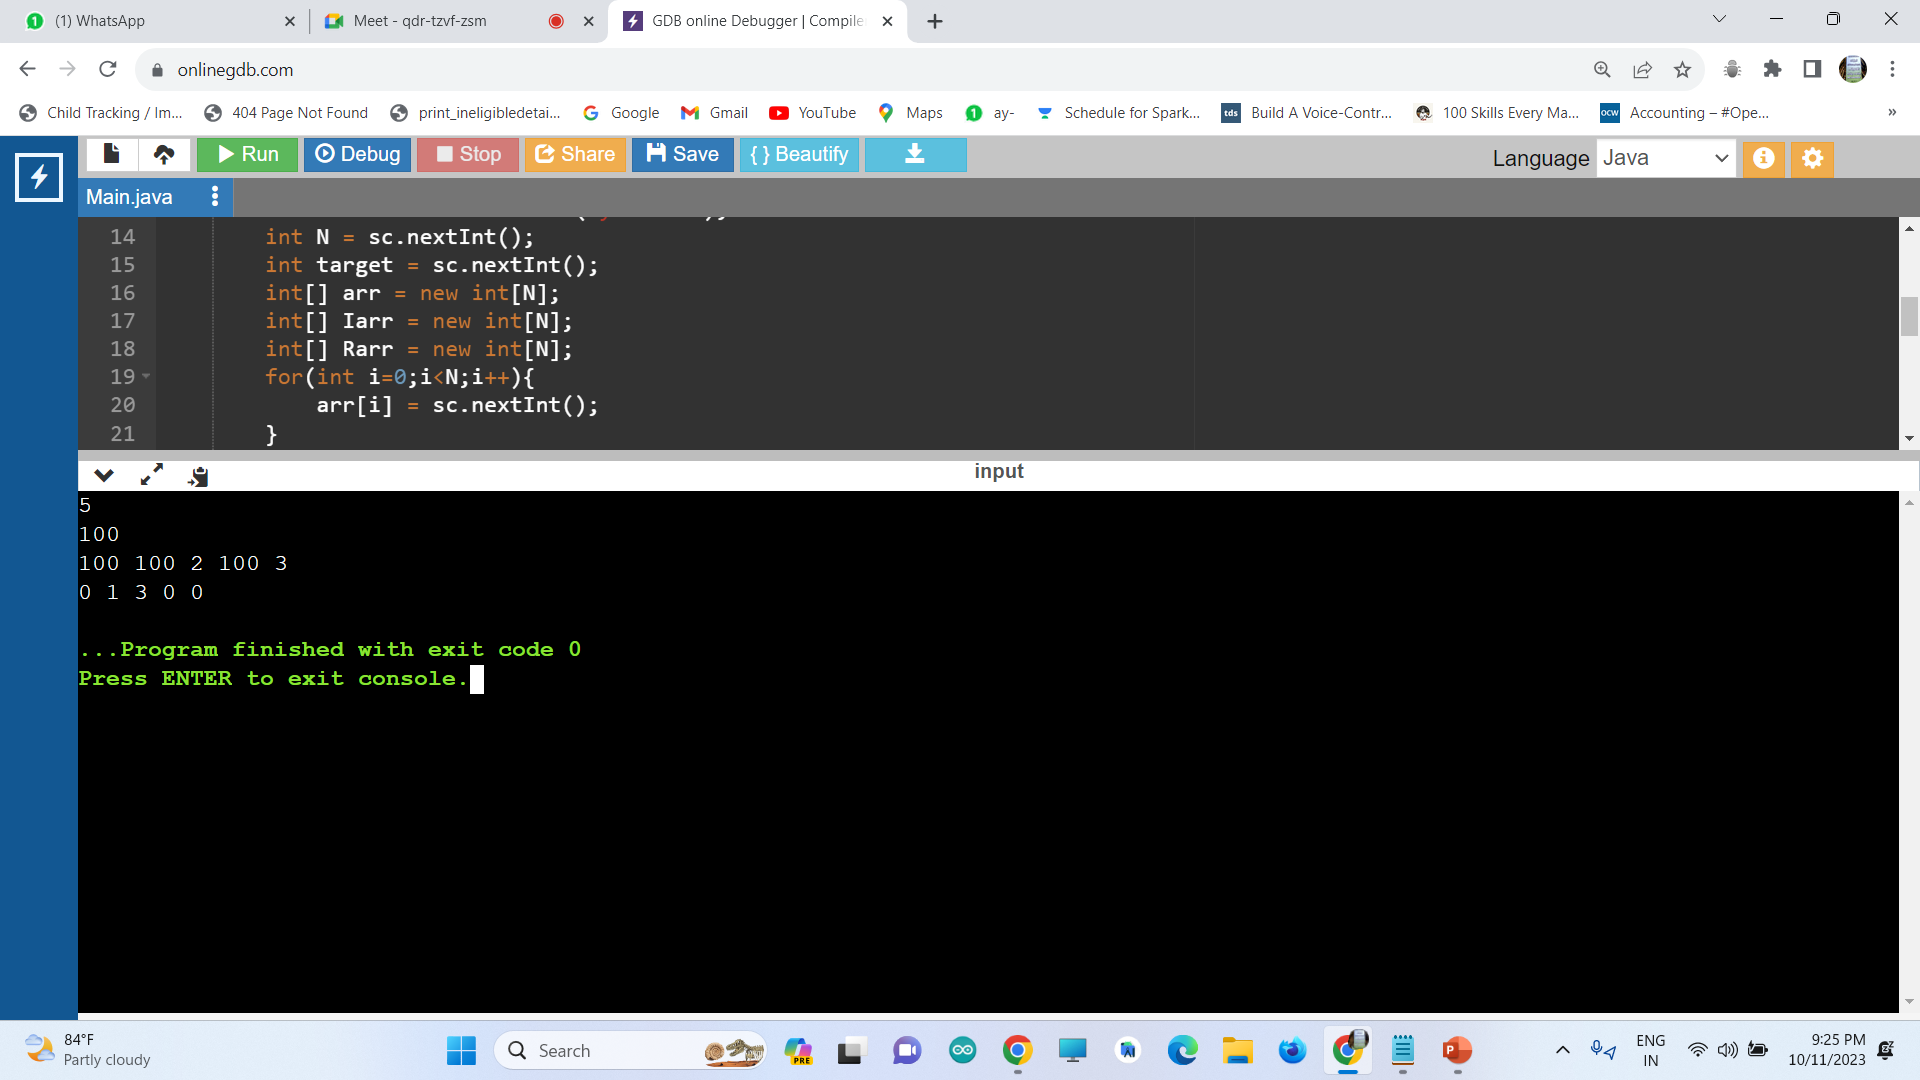 (1) WhatsApp
Meet - qdr-tzvf-zsm
GDB online Debugger | Compile
onlinegdb.com
Child Tracking / Im...
404 Page Not Found
print_ineligibledetai...
Google
Gmail
YouTube
Maps
ay-
Schedule for Spark...
tds
Build A Voice-Contr...
100 Skills Every Ma...
OCW
Accounting – #Ope...
»
Run
Debug
Stop
Share
Save
{ } Beautify
Language
Java
Main.java
14 int N = sc.nextInt();
15 int target = sc.nextInt();
16 int[] arr = new int[N];
17 int[] Iarr = new int[N];
18 int[] Rarr = new int[N];
19 for(int i=0;i<N;i++){
20 arr[i] = sc.nextInt();
21 }
input
5
100
100 100 2 100 3
0 1 3 0 0
...Program finished with exit code 0
Press ENTER to exit console.
84°F
Partly cloudy
Search
PRE
ENG
IN
9:25 PM
10/11/2023